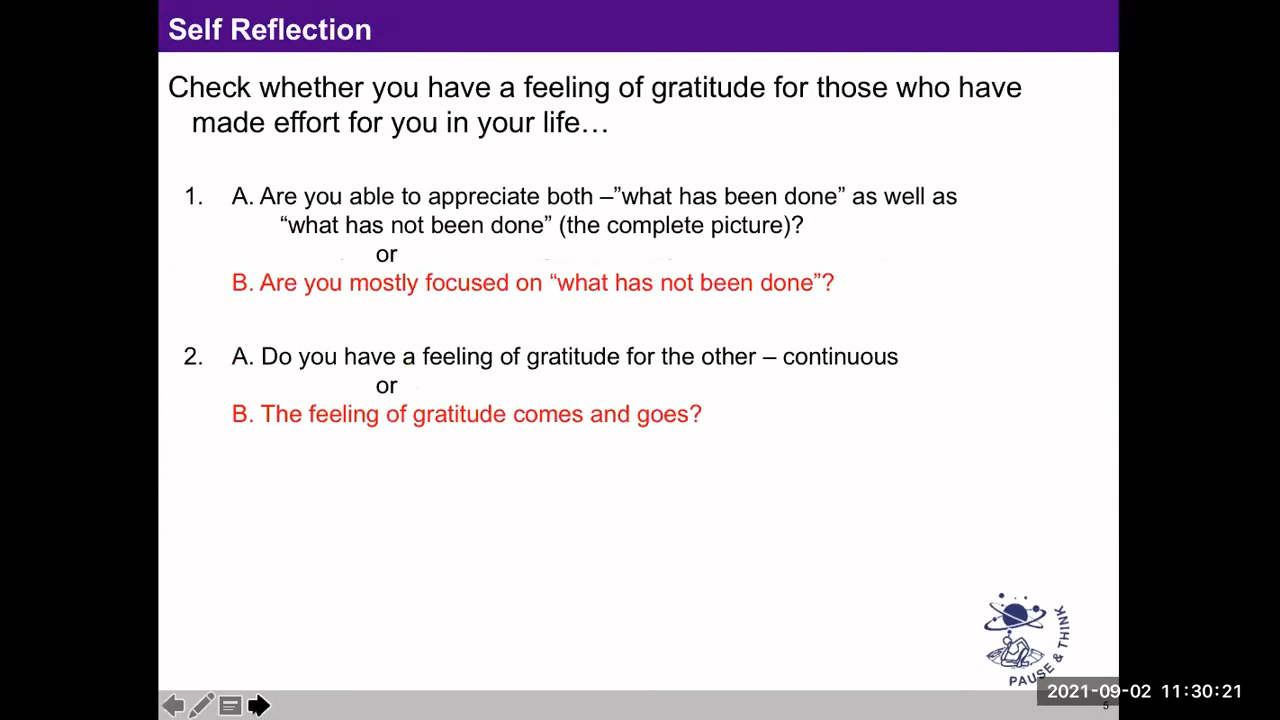 Self Reflection
Check whether you have a feeling of gratitude for those who have
made effort for you in your life…
1. A. Are you able to appreciate both –”what has been done” as well as
“what has not been done” (the complete picture)?
or
B. Are you mostly focused on “what has not been done”?
2. A. Do you have a feeling of gratitude for the other – continuous
or
B. The feeling of gratitude comes and goes?
PAUSE & THINK
2021-09-02 11:30:21
5